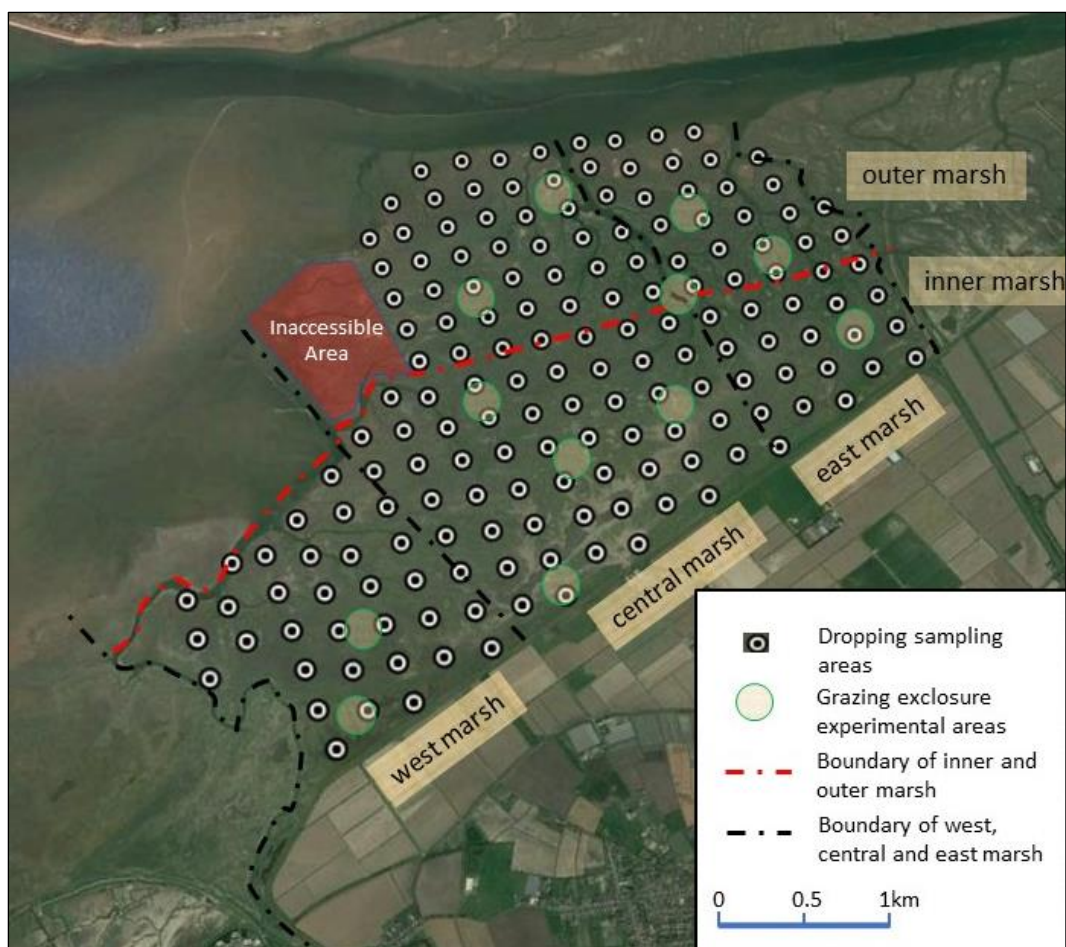 outer marsh
inner marsh
Inaccessible
Area
east marsh
central marsh
west marsh
Dropping sampling
areas
Grazing exclosure
experimental areas
Boundary of inner and
outer marsh
Boundary of west,
central and east marsh
0 0.5 1km